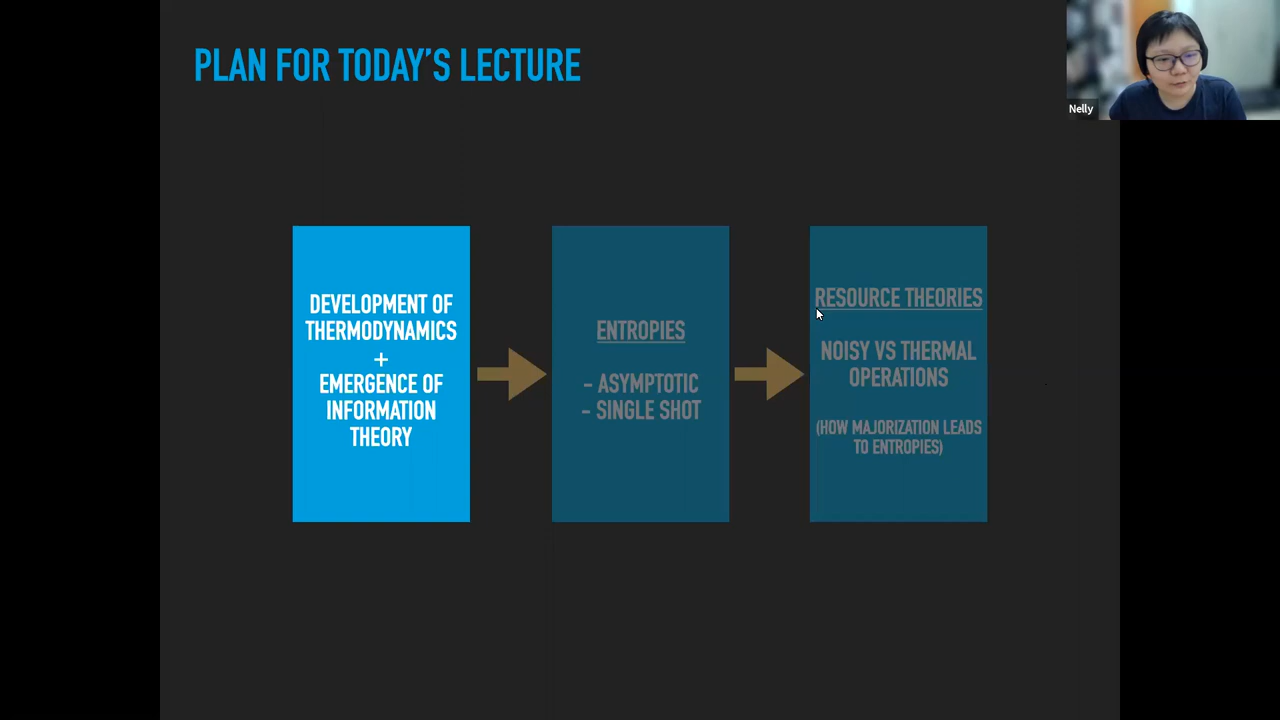 PLAN FOR TODAY'S LECTURE
Nelly
DEVELOPMENT OF
THERMODYNAMICS
+
EMERGENCE OF
INFORMATION
THEORY
ENTROPIES
- ASYMPTOTIC
- SINGLE SHOT
RESOURCE THEORIES
NOISY VS THERMAL
OPERATIONS
(HOW MAJORIZATION LEADS
TO ENTROPIES)